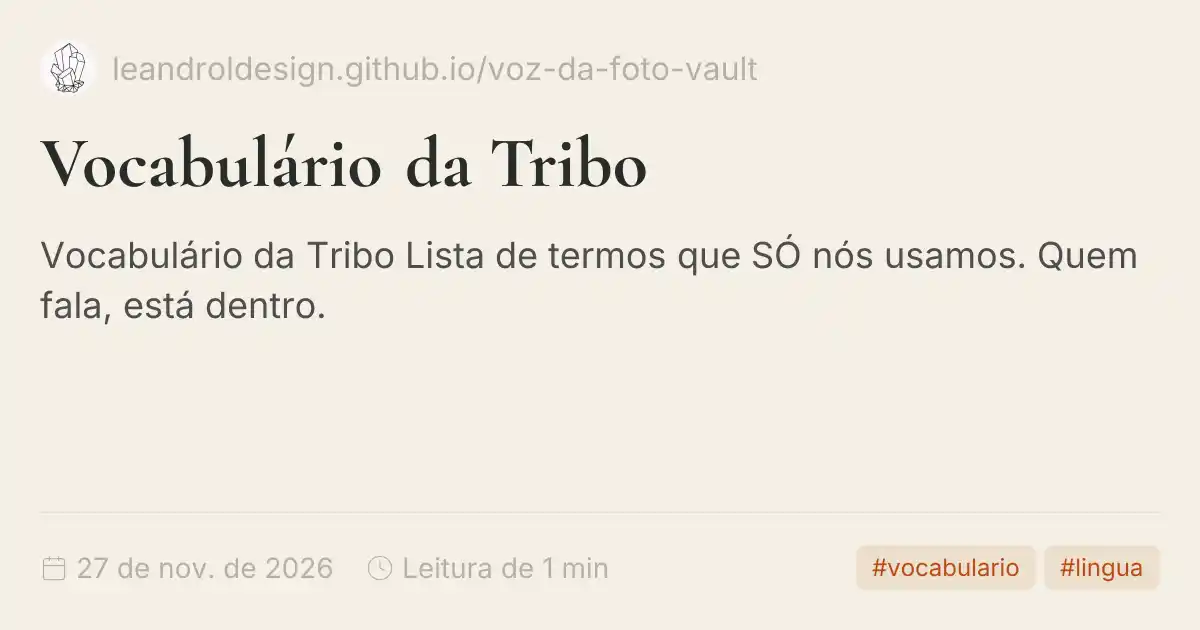 leandroldesign.github.io/voz-da-foto-vault
Vocabulário da Tribo
Vocabulário da Tribo Lista de termos que SÓ nós usamos. Quem
fala, está dentro.
27 de nov. de 2026 Leitura de 1 min #vocabulario #lingua